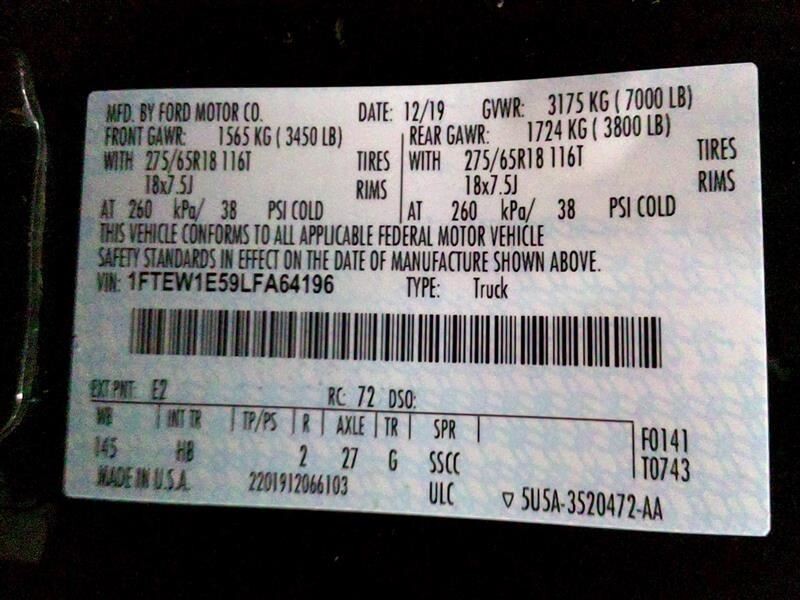 MFD. BY FORD MOTOR CO. DATE: 12/19 GVWR: 3175 KG ( 7000 LB)
FRONT GAWR: 1565 KG ( 3450 LB) REAR GAWR: 1724 KG ( 3800 LB)
WITH 275/65R18 116T TIRES WITH 275/65R18 116T TIRES
18x7.5J RIMS 18x7.5J RIMS
AT 260 kPa/ 38 PSI COLD AT 260 kPa/ 38 PSI COLD
THIS VEHICLE CONFORMS TO ALL APPLICABLE FEDERAL MOTOR VEHICLE
SAFETY STANDARDS IN EFFECT ON THE DATE OF MANUFACTURE SHOWN ABOVE.
VIN: 1FTEW1E59LFA64196 TYPE: Truck
EXT PNT: E2 RC: 72 DSO:
WB INT TR TP/PS R AXLE TR SPR F0141
145 HB 2 27 G SSCC T0743
MADE IN U.S.A. 2201912066103 ULC ▽ 5U5A-3520472-AA